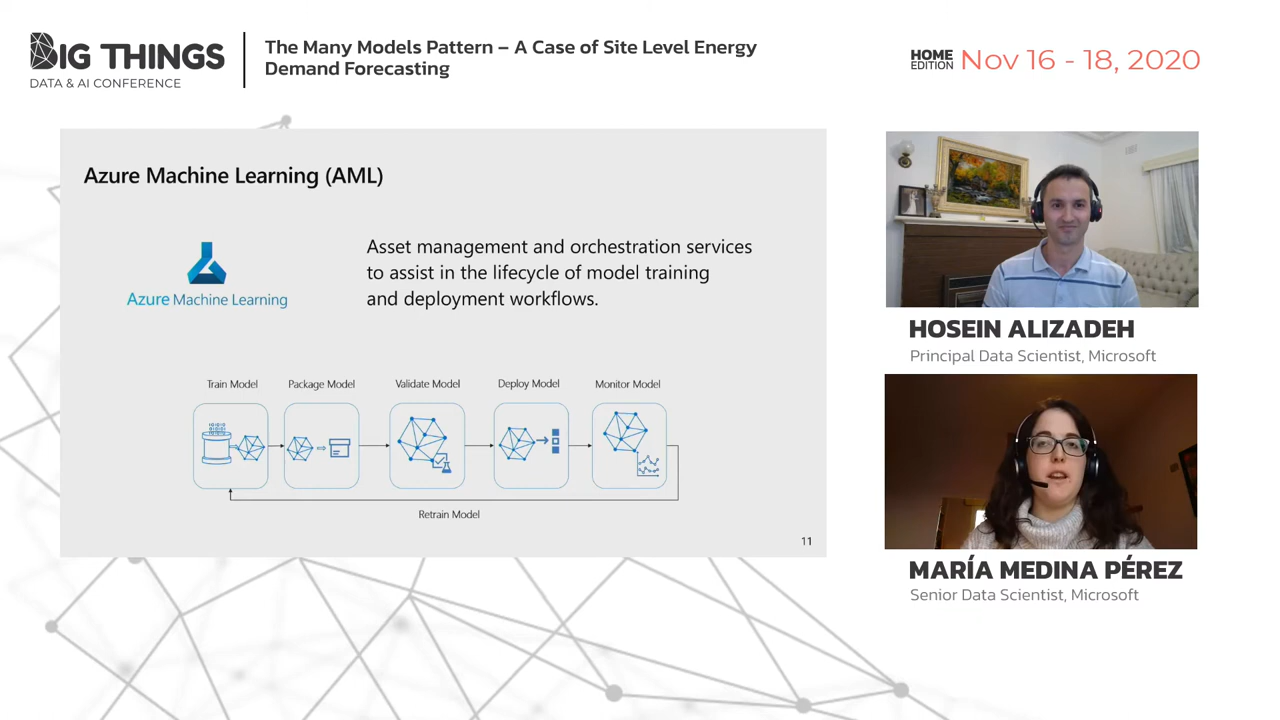 BIG THINGS
DATA & AI CONFERENCE
The Many Models Pattern – A Case of Site Level Energy
Demand Forecasting
HOME
EDITION
Nov 16 - 18, 2020
Azure Machine Learning (AML)
Azure Machine Learning
Asset management and orchestration services
to assist in the lifecycle of model training
and deployment workflows.
Train Model
Package Model
Validate Model
Deploy Model
Monitor Model
Retrain Model
11
HOSEIN ALIZADEH
Principal Data Scientist, Microsoft
MARÍA MEDINA PÉREZ
Senior Data Scientist, Microsoft